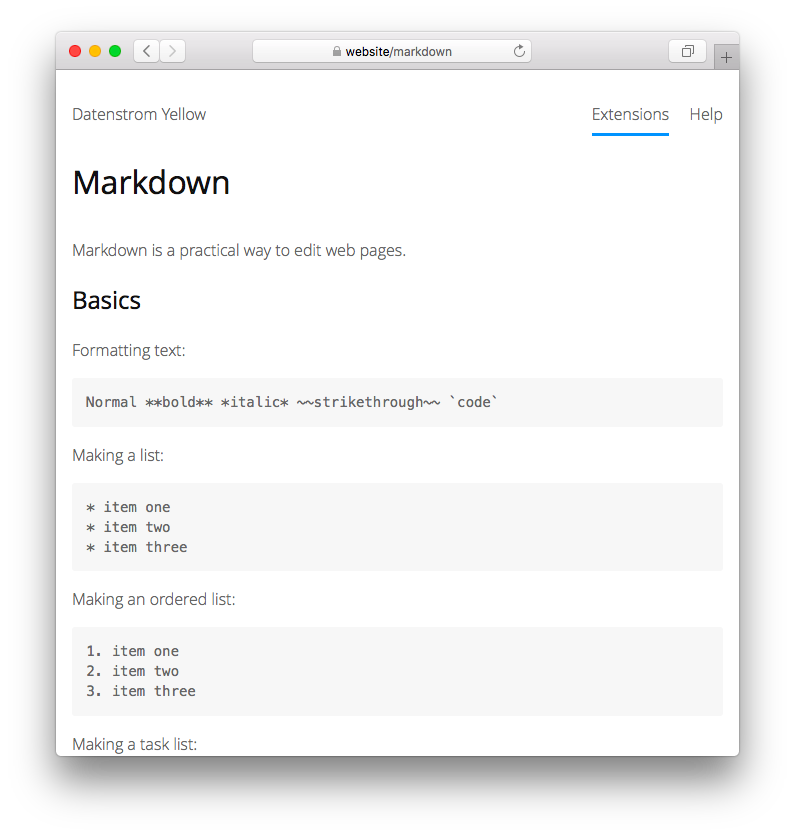 website/markdown
Datenstrom Yellow
Extensions
Help
Markdown
Markdown is a practical way to edit web pages.
Basics
Formatting text:
Normal **bold** *italic* ~~strikethrough~~ `code`
Making a list:
* item one
* item two
* item three
Making an ordered list:
1. item one
2. item two
3. item three
Making a task list: